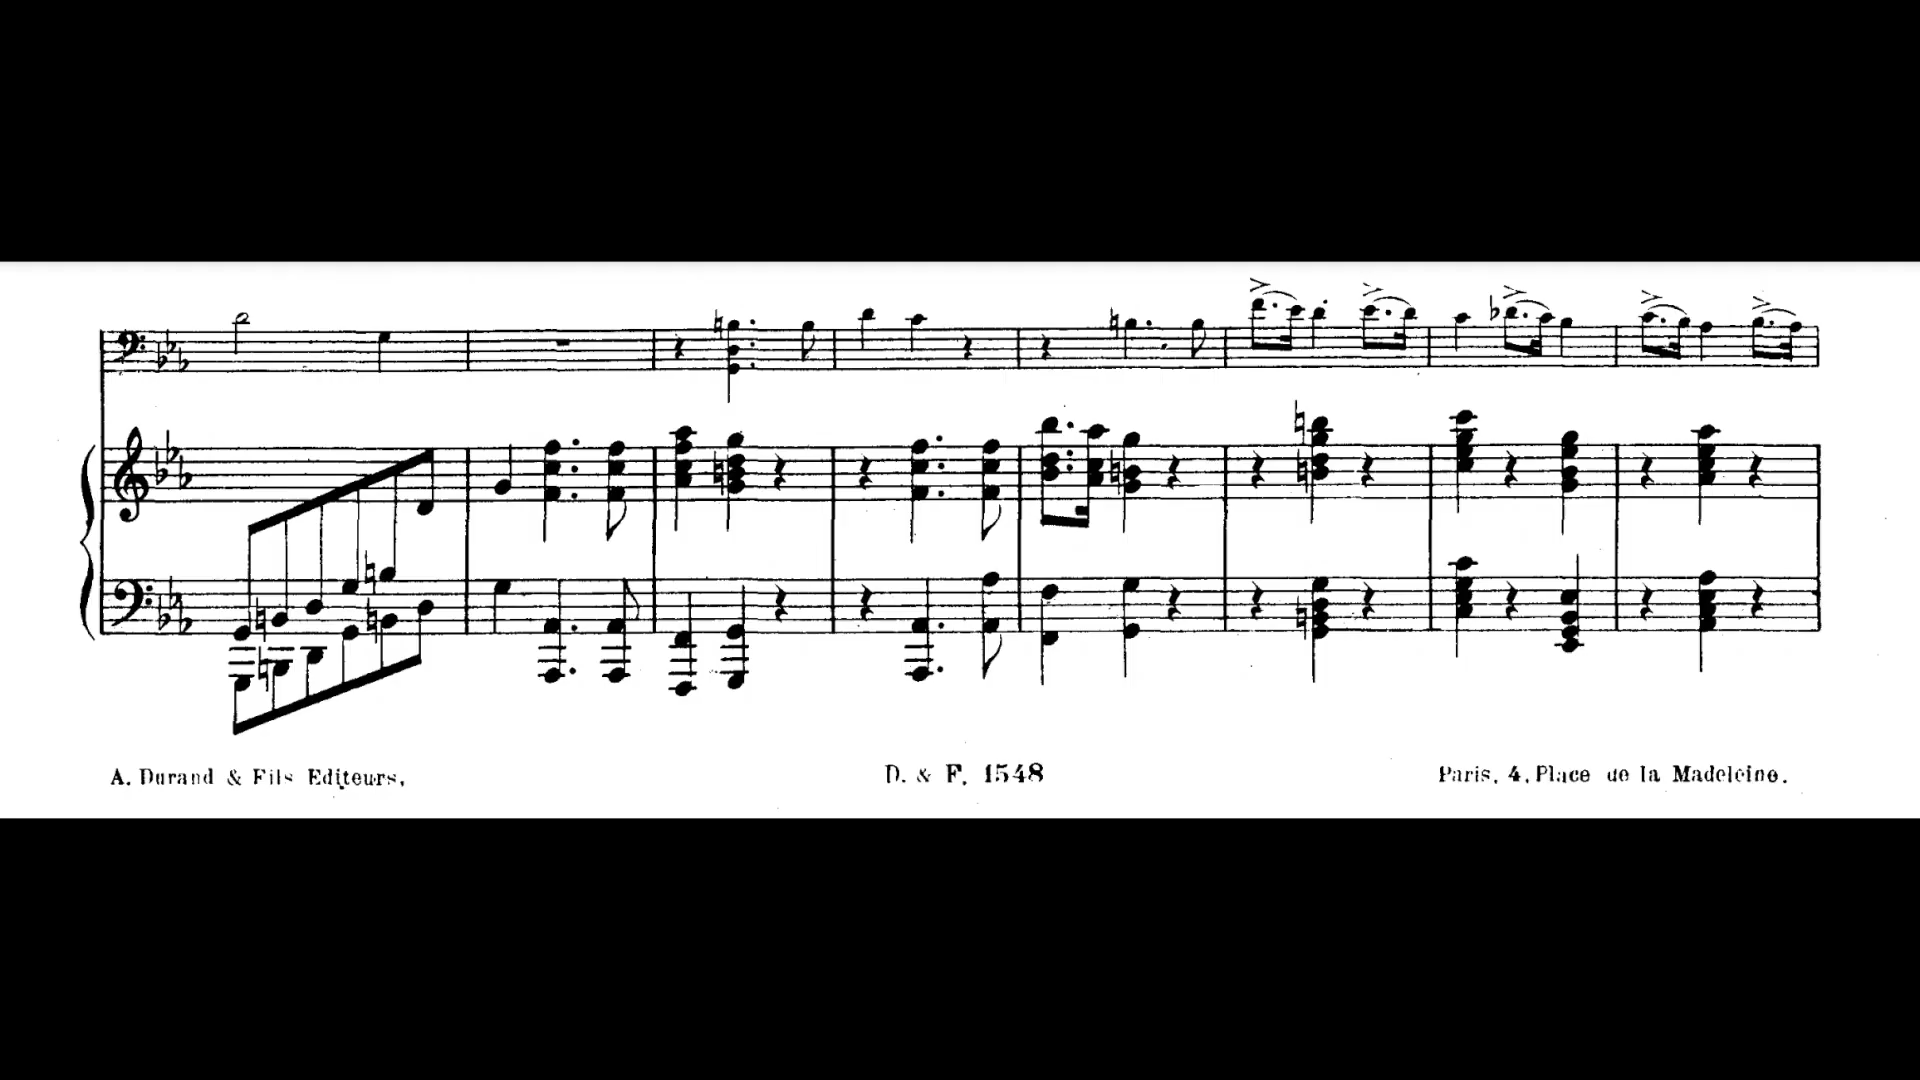 A. Durand & Fils Editeurs.
D. & F. 1548
Paris, 4, Place de la Madeleine.